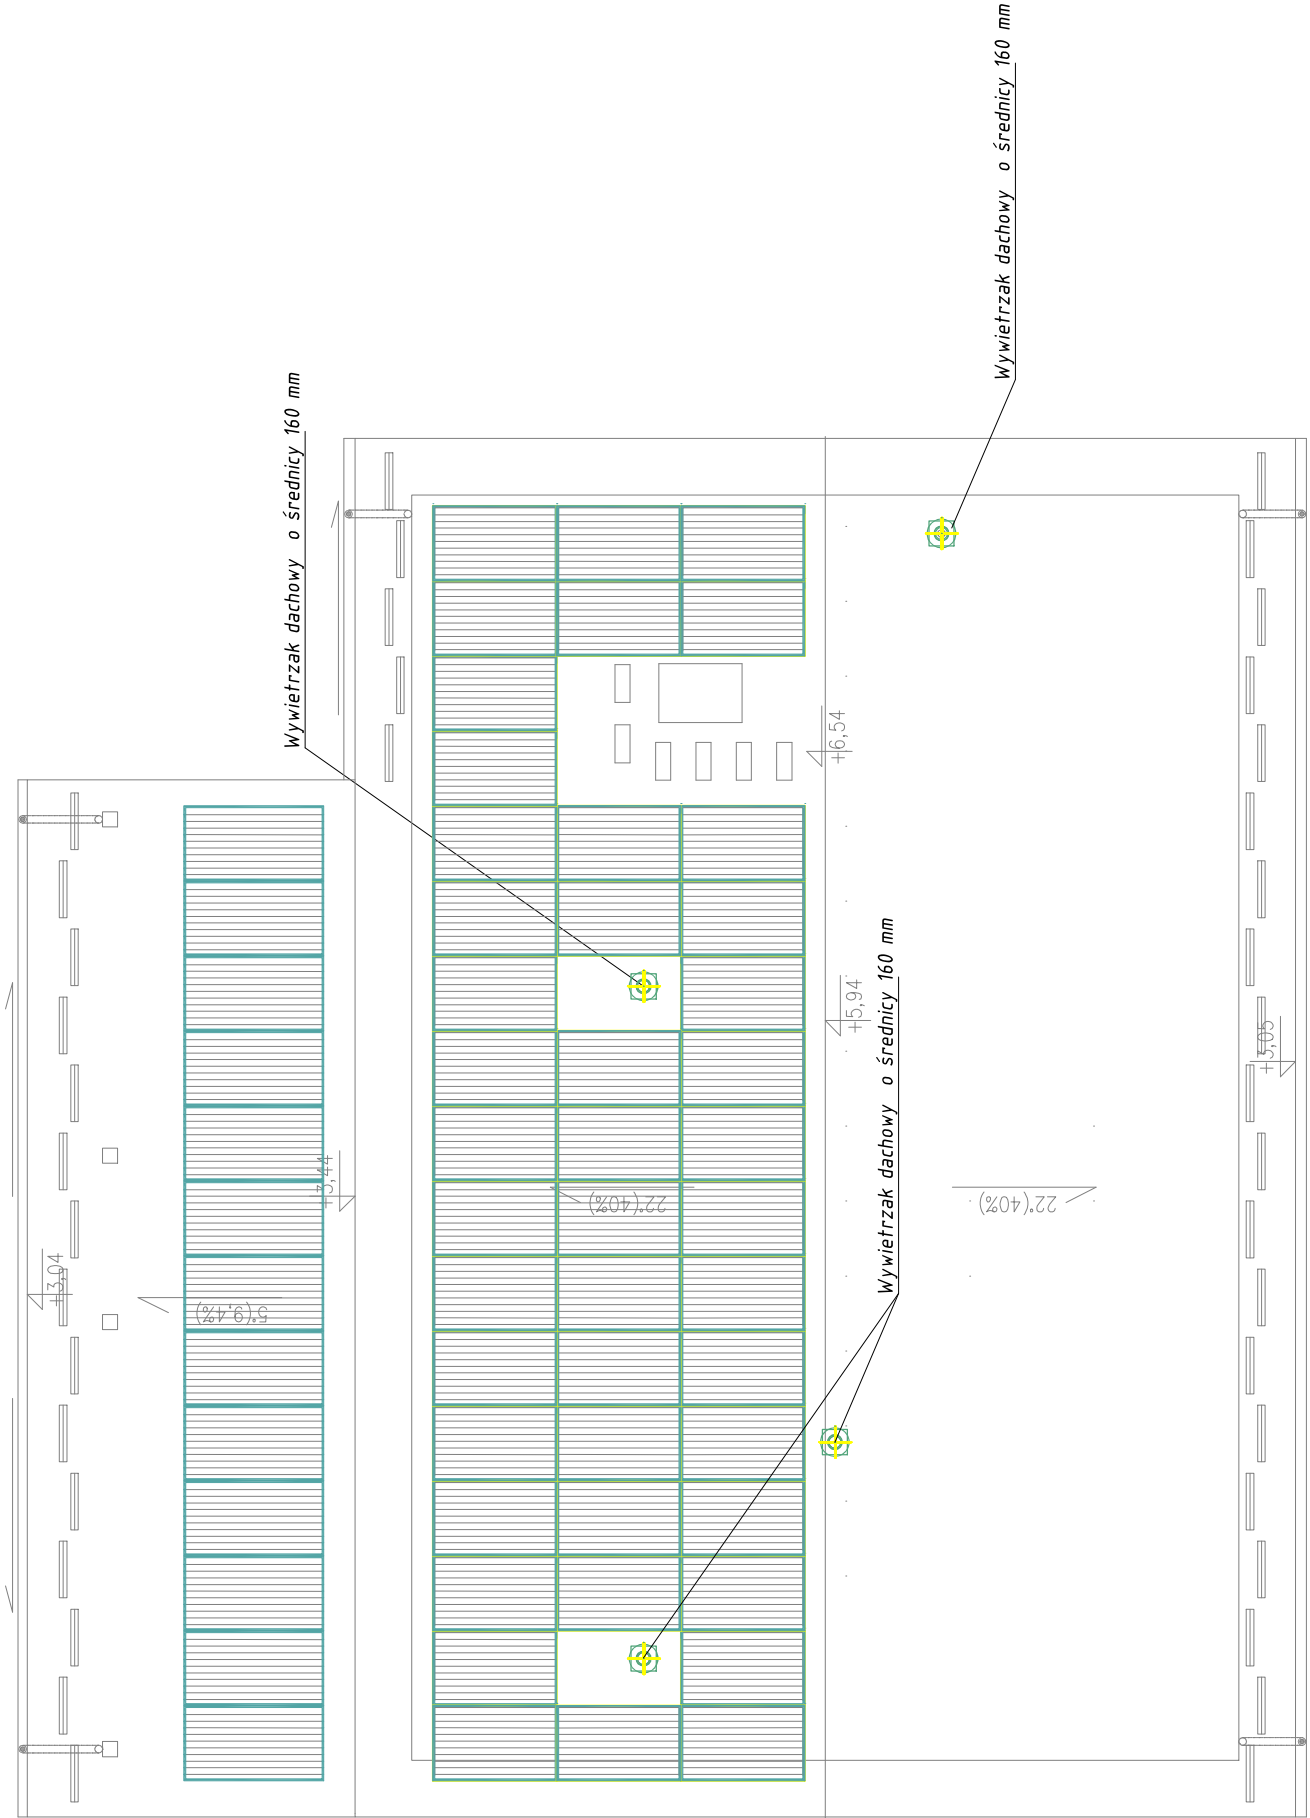 Wywietrzak dachowy o średnicy 160 mm
Wywietrzak dachowy o średnicy 160 mm
Wywietrzak dachowy o średnicy 160 mm
+6,54
+5,94
+3,05
+3,44
+3,04
22°(40%)
22°(40%)
5°(9.4%)